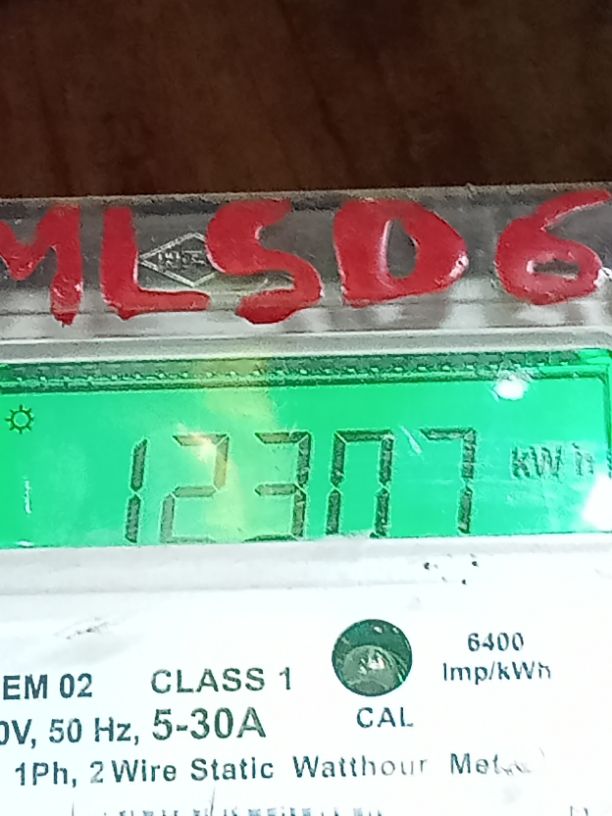 MLSD6
12307 kWh
6400
Imp/kWh
EM 02 CLASS 1
CAL
0V, 50 Hz, 5-30A
1Ph, 2 Wire Static Watthour